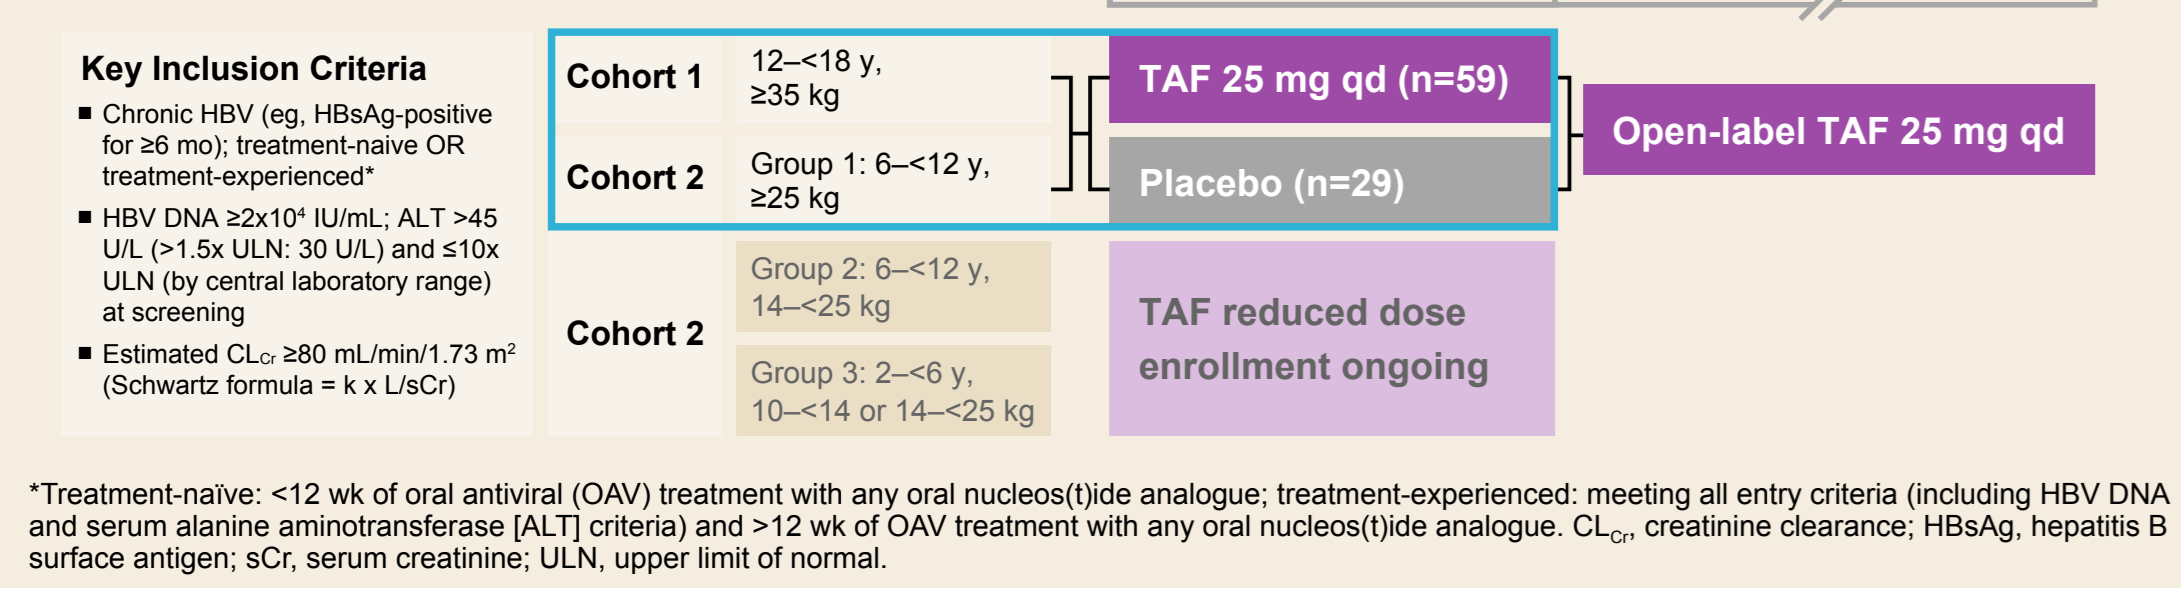 Key Inclusion Criteria
■ Chronic HBV (eg, HBsAg-positive
for ≥6 mo); treatment-naive OR
treatment-experienced*
■ HBV DNA ≥2x10⁴ IU/mL; ALT >45
U/L (>1.5x ULN: 30 U/L) and ≤10x
ULN (by central laboratory range)
at screening
■ Estimated CLCr ≥80 mL/min/1.73 m²
(Schwartz formula = k x L/sCr)
Cohort 1
12–<18 y,
≥35 kg
Cohort 2
Group 1: 6–<12 y,
≥25 kg
TAF 25 mg qd (n=59)
Placebo (n=29)
Open-label TAF 25 mg qd
Cohort 2
Group 2: 6–<12 y,
14–<25 kg
Group 3: 2–<6 y,
10–<14 or 14–<25 kg
TAF reduced dose
enrollment ongoing
*Treatment-naïve: <12 wk of oral antiviral (OAV) treatment with any oral nucleos(t)ide analogue; treatment-experienced: meeting all entry criteria (including HBV DNA
and serum alanine aminotransferase [ALT] criteria) and >12 wk of OAV treatment with any oral nucleos(t)ide analogue. CLCr, creatinine clearance; HBsAg, hepatitis B
surface antigen; sCr, serum creatinine; ULN, upper limit of normal.